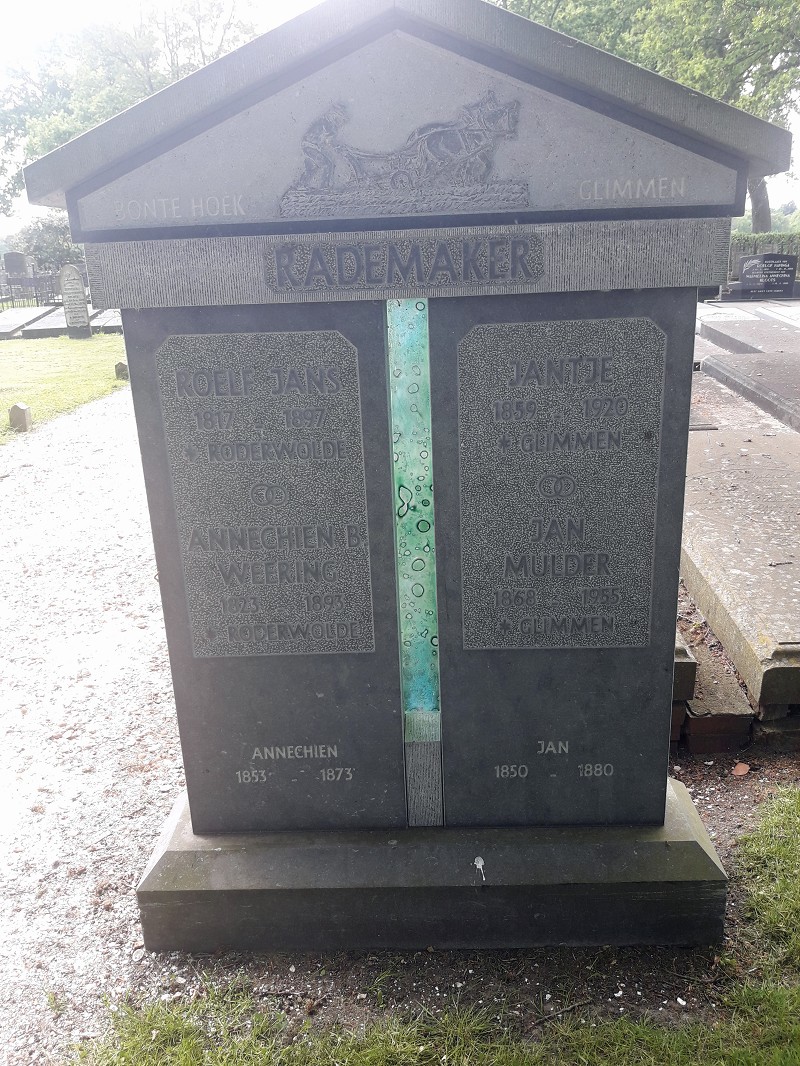 BONTE HOEK
GLIMMEN
RADEMAKER
ROELF JANS
1817 - 1897
* RODERWOLDE
ANNECHIEN B.
WEERING
1823 - 1893
* RODERWOLDE
ANNECHIEN
1853 - 1873
JANTJE
1859 - 1920
* GLIMMEN
JAN
MULDER
1868 - 1955
* GLIMMEN
JAN
1850 - 1880